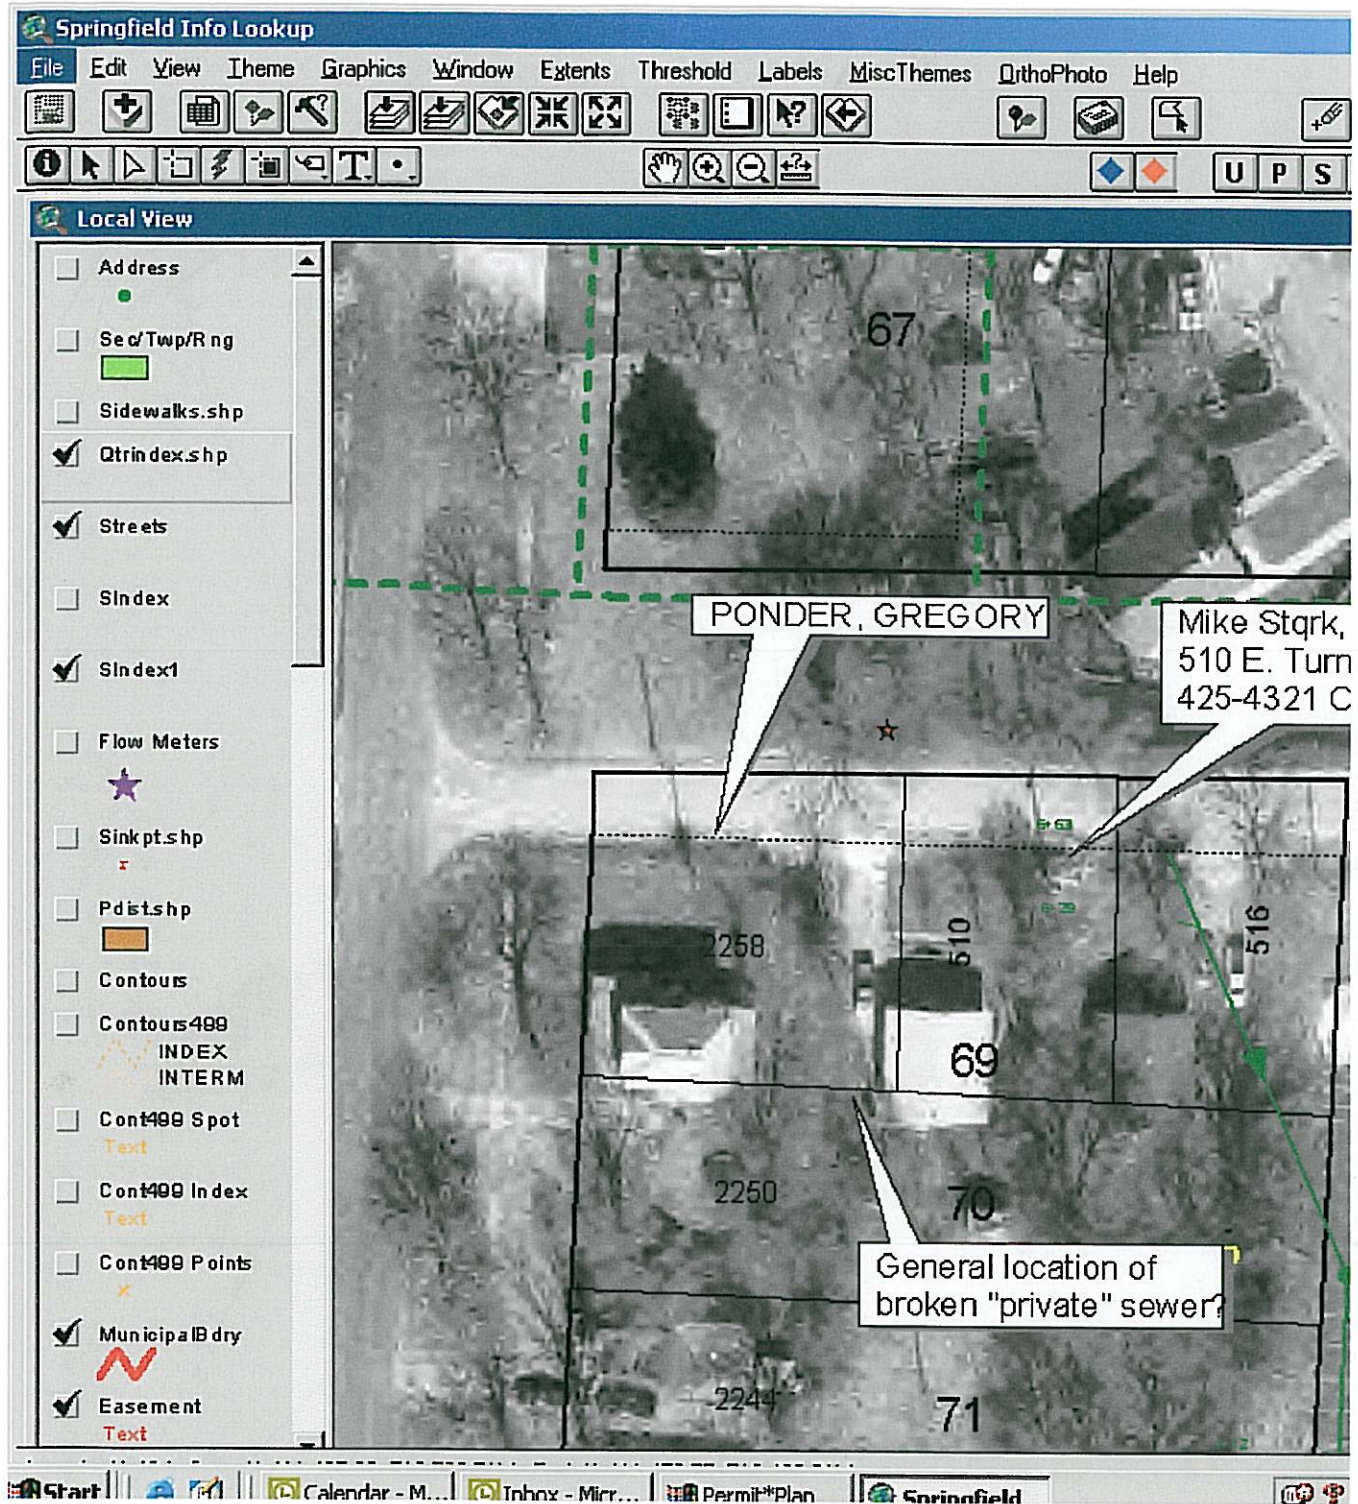 Springfield Info Lookup
File Edit View Theme Graphics Window Extents Threshold Labels MiscThemes OrthoPhoto Help
T
U P S
Local View
Address
Sec/Twp/Rng
Sidewalks.shp
Qtrindex.shp
Streets
SIndex
SIndex1
Flow Meters
Sinkpt.shp
Pdist.shp
Contours
Contours499
INDEX
INTERM
Cont499 Spot
Text
Cont499 Index
Text
Cont499 Points
MunicipalBdry
Easement
Text
67
PONDER, GREGORY
Mike Stqrk,
510 E. Turn
425-4321 C
6+63
2258
510
516
69
2250
70
General location of
broken "private" sewer?
2244
71
Start Calendar - M... Inbox - Micr... Permit*Plan Springfield